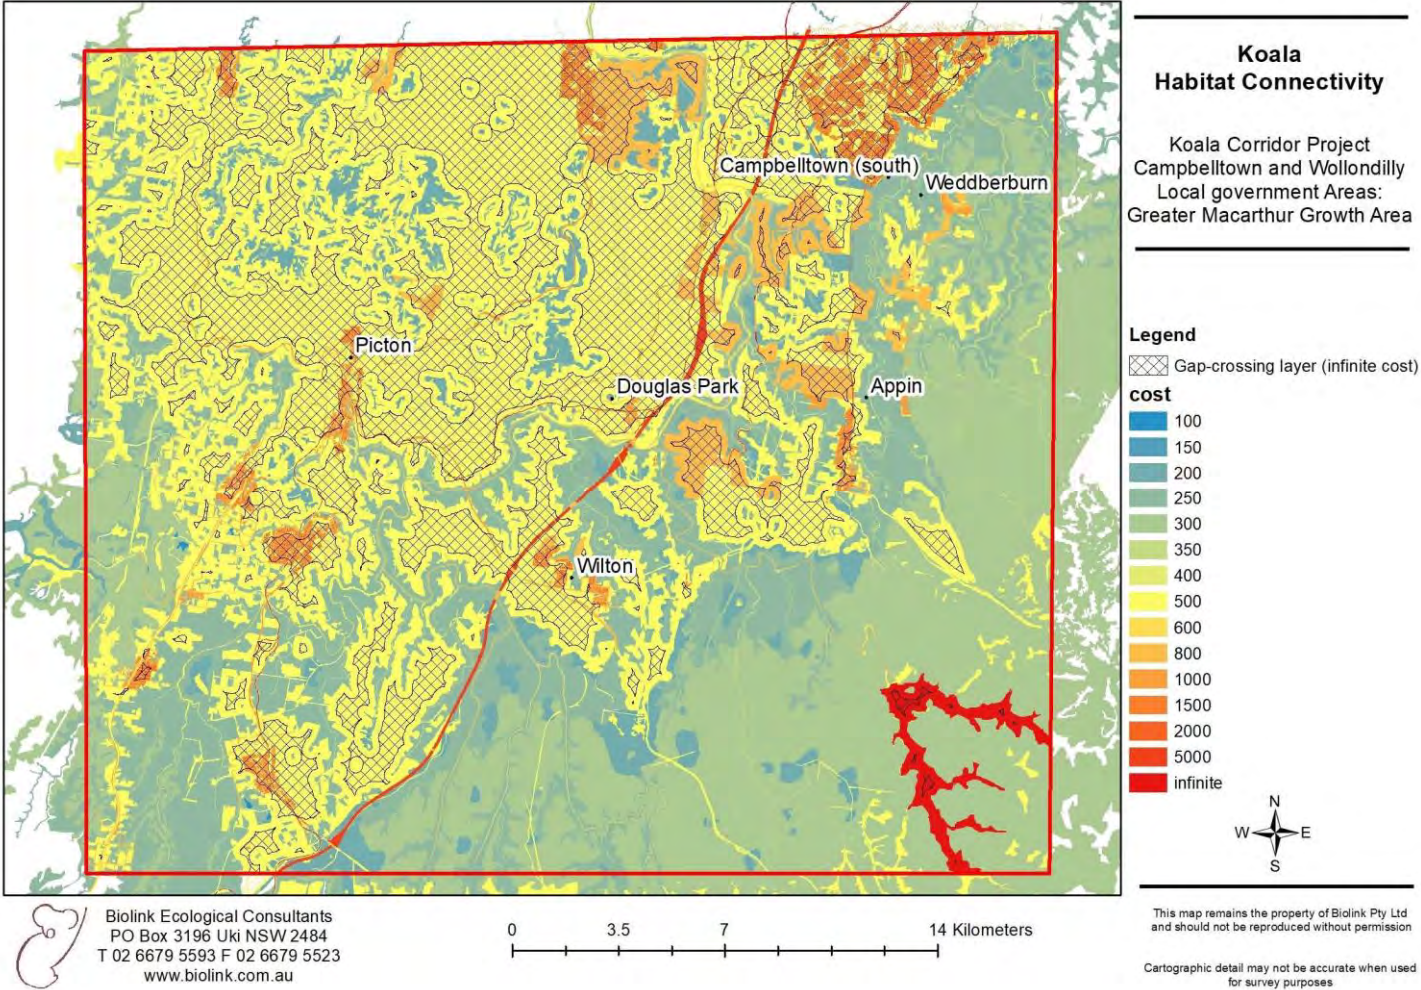 Koala
Habitat Connectivity
Koala Corridor Project
Campbelltown and Wollondilly
Local government Areas:
Greater Macarthur Growth Area
Campbelltown (south)
Weddberburn
Picton
Douglas Park
Appin
Wilton
Legend
Gap-crossing layer (infinite cost)
cost
100
150
200
250
300
350
400
500
600
800
1000
1500
2000
5000
infinite
N
W E
S
Biolink Ecological Consultants
PO Box 3196 Uki NSW 2484
T 02 6679 5593 F 02 6679 5523
www.biolink.com.au
0 3.5 7 14 Kilometers
This map remains the property of Biolink Pty Ltd
and should not be reproduced without permission
Cartographic detail may not be accurate when used
for survey purposes